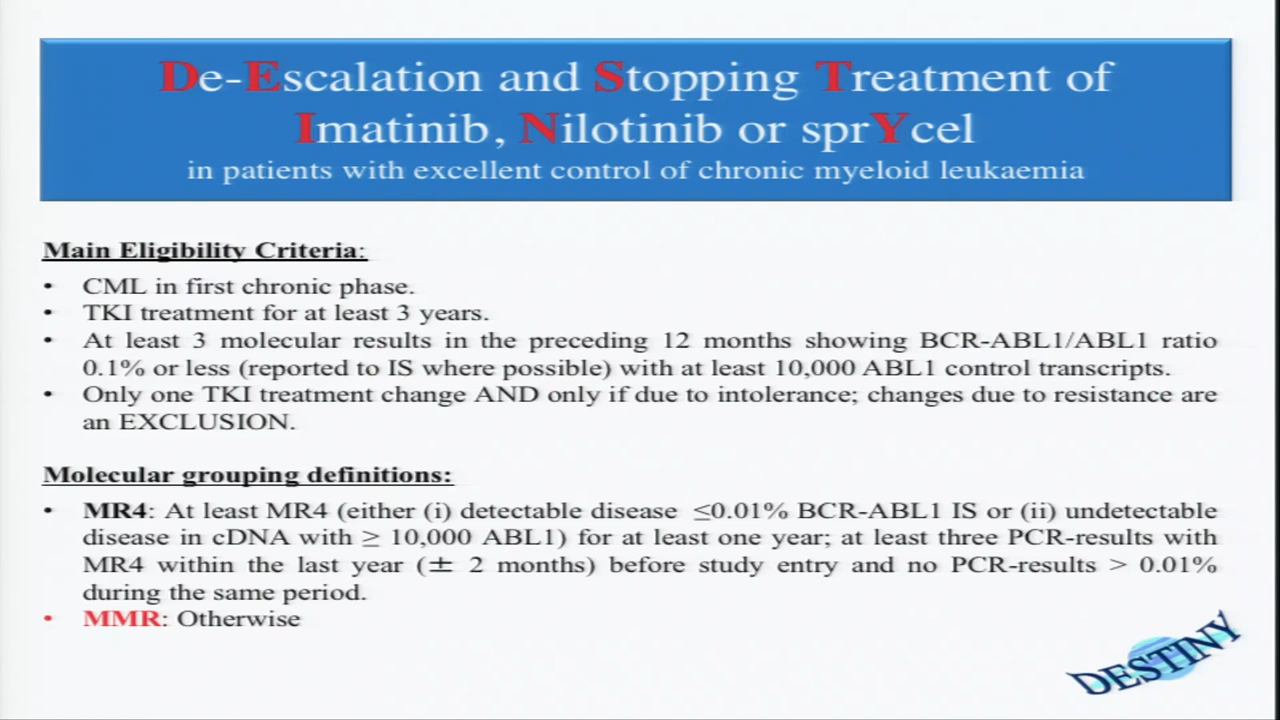 De-Escalation and Stopping Treatment of
Imatinib, Nilotinib or sprYcel
in patients with excellent control of chronic myeloid leukaemia
Main Eligibility Criteria:
• CML in first chronic phase.
• TKI treatment for at least 3 years.
• At least 3 molecular results in the preceding 12 months showing BCR-ABL1/ABL1 ratio
0.1% or less (reported to IS where possible) with at least 10,000 ABL1 control transcripts.
• Only one TKI treatment change AND only if due to intolerance; changes due to resistance are
an EXCLUSION.
Molecular grouping definitions:
• MR4: At least MR4 (either (i) detectable disease ≤0.01% BCR-ABL1 IS or (ii) undetectable
disease in cDNA with ≥ 10,000 ABL1) for at least one year; at least three PCR-results with
MR4 within the last year (± 2 months) before study entry and no PCR-results > 0.01%
during the same period.
• MMR: Otherwise
DESTINY